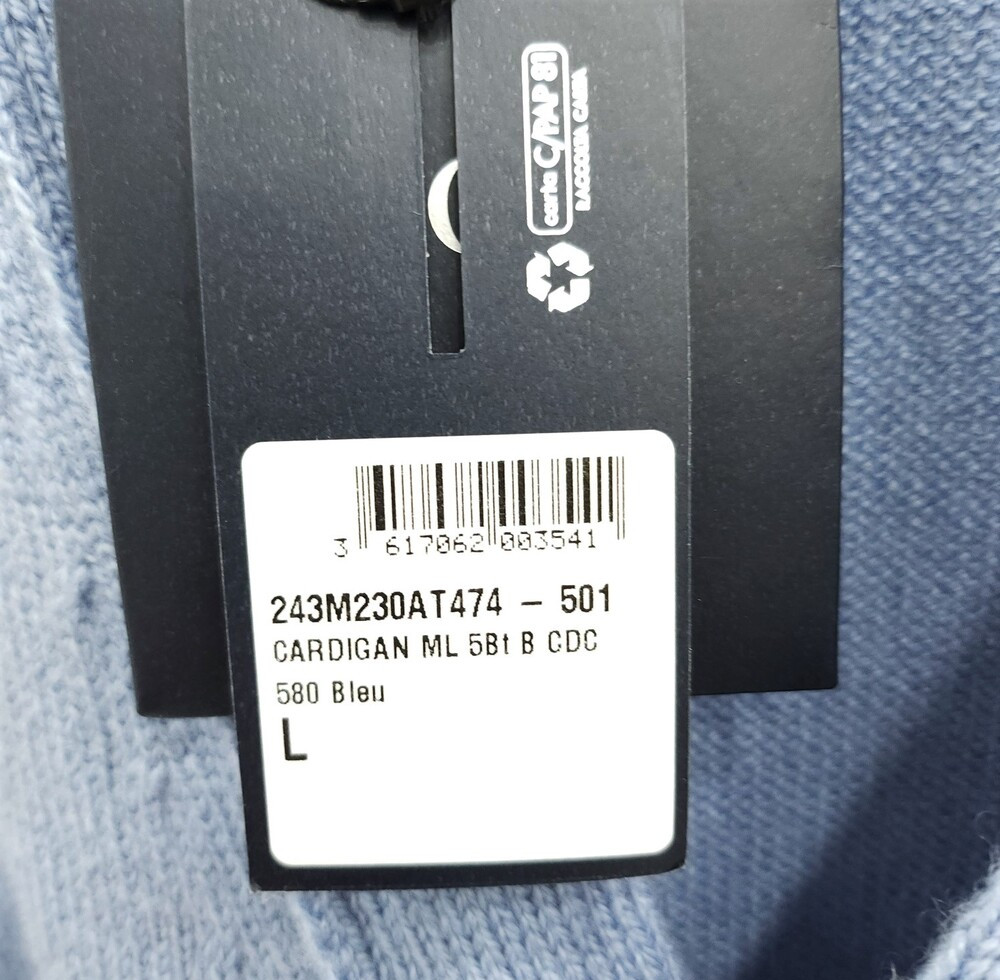 carta C/PAP 81
RACCOLTA CARTA
3 617062 003541
243M230AT474 - 501
CARDIGAN ML 5Bt B CDC
580 Bleu
L